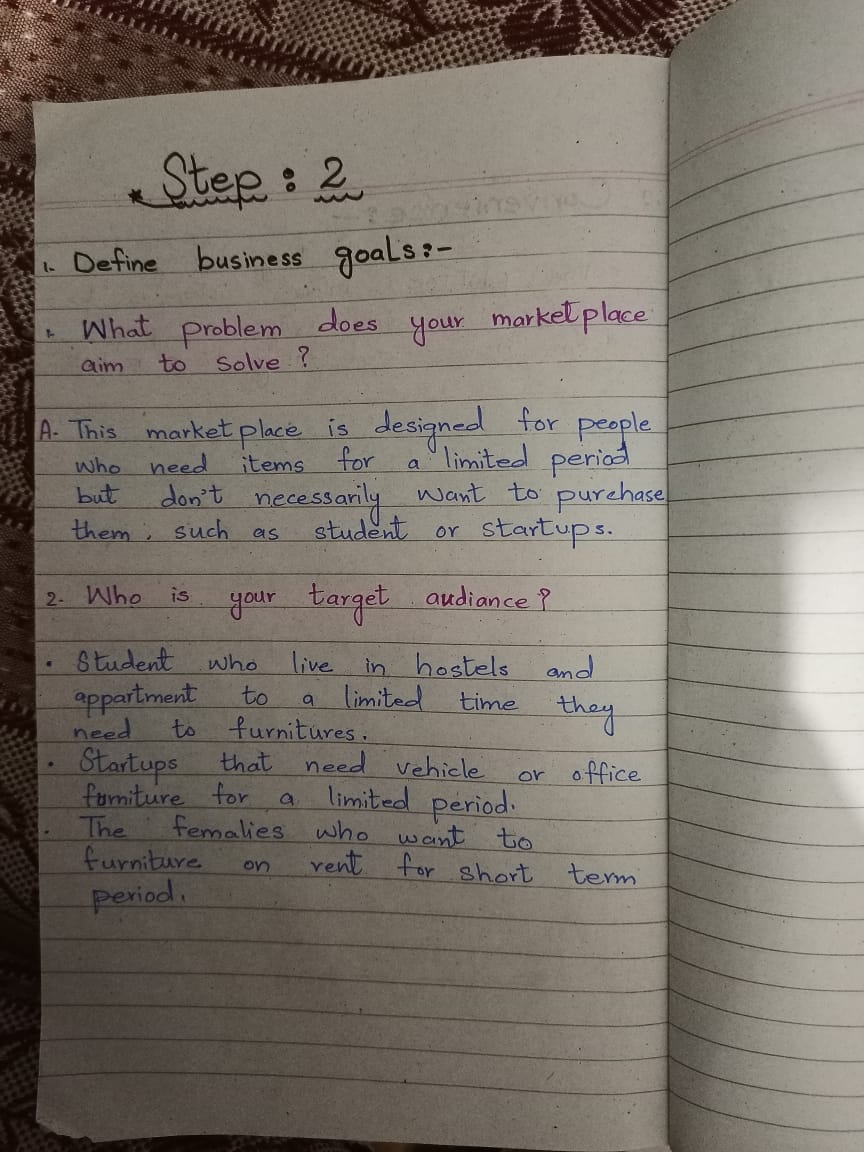 * Step : 2
1. Define business goals:-
What problem does your marketplace
aim to solve?
A. This marketplace is designed for people
who need items for a limited period
but don't necessarily want to purchase
them, such as student or startups.
2. Who is your target audiance?
• Student who live in hostels and
appartment to a limited time they
need to furnitures.
• Startups that need vehicle or office
furniture for a limited period.
• The femalies who want to
furniture on rent for short term
period.